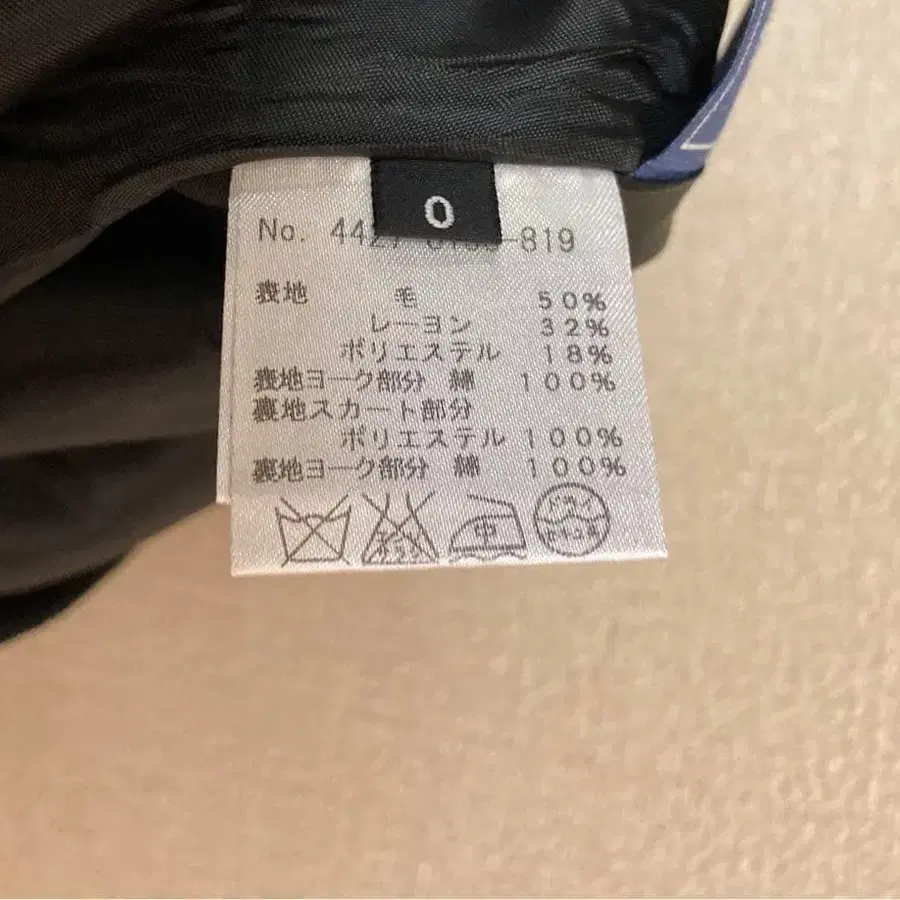 0
No. 44 -819
表地 毛 50%
レーヨン 32%
ポリエステル 18%
表地ヨーク部分 綿 100%
裏地スカート部分
ポリエステル 100%
裏地ヨーク部分 綿 100%
中